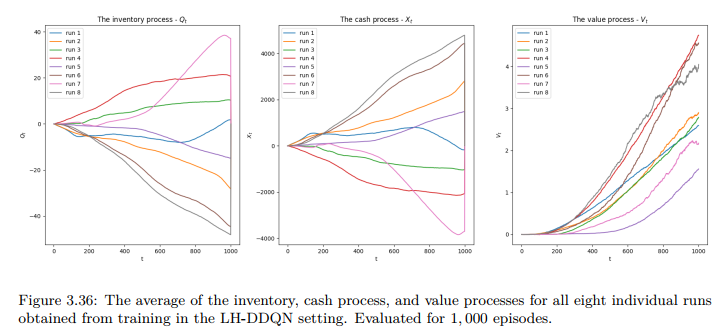 The inventory process - Qt
40
20
0
−20
−40
0
200
400
600
800
1000
t
Qt
run 1
run 2
run 3
run 4
run 5
run 6
run 7
run 8
The cash process - Xt
4000
2000
0
−2000
−4000
0
200
400
600
800
1000
t
Xt
run 1
run 2
run 3
run 4
run 5
run 6
run 7
run 8
The value process - Vt
4
3
2
1
0
0
200
400
600
800
1000
t
Vt
run 1
run 2
run 3
run 4
run 5
run 6
run 7
run 8
Figure 3.36: The average of the inventory, cash process, and value processes for all eight individual runs
obtained from training in the LH-DDQN setting. Evaluated for 1,000 episodes.